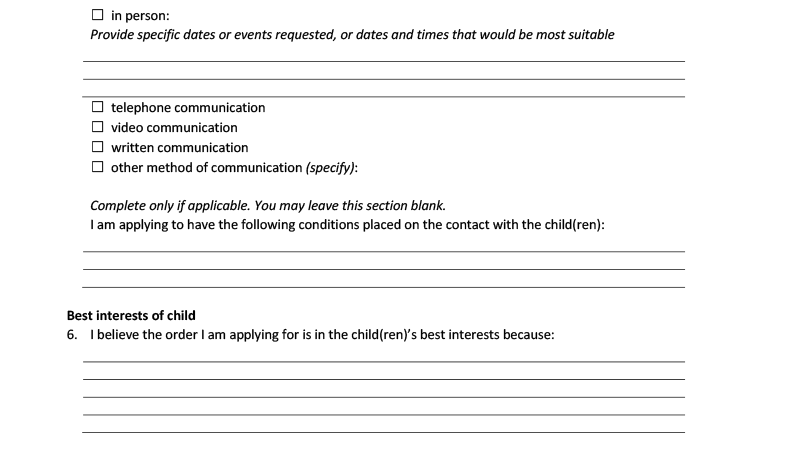 ☐ in person:
Provide specific dates or events requested, or dates and times that would be most suitable
☐ telephone communication
☐ video communication
☐ written communication
☐ other method of communication (specify):
Complete only if applicable. You may leave this section blank.
I am applying to have the following conditions placed on the contact with the child(ren):
Best interests of child
6. I believe the order I am applying for is in the child(ren)’s best interests because: